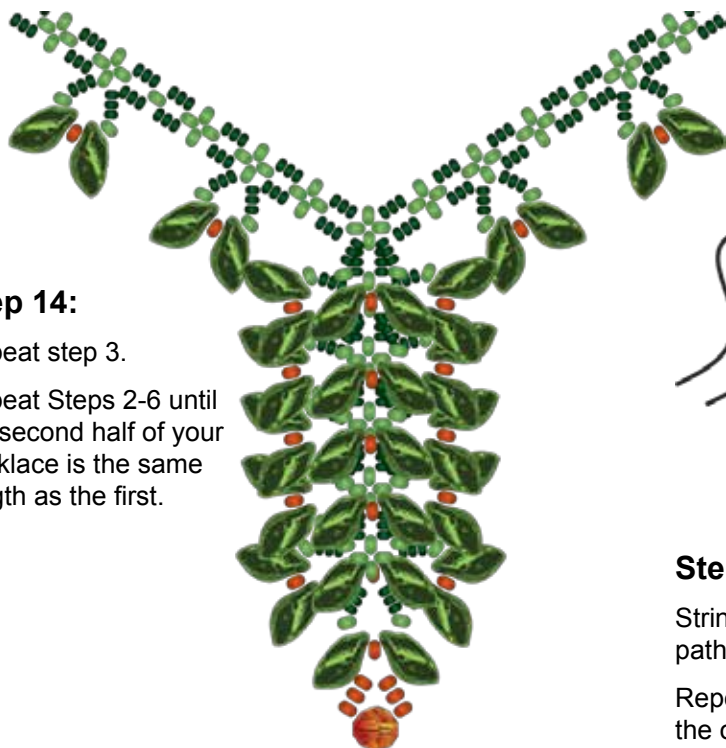 ep 14:
peat step 3.
peat Steps 2-6 until
second half of your
klace is the same
gth as the first.
Ste
Strin
path
Repe
the c